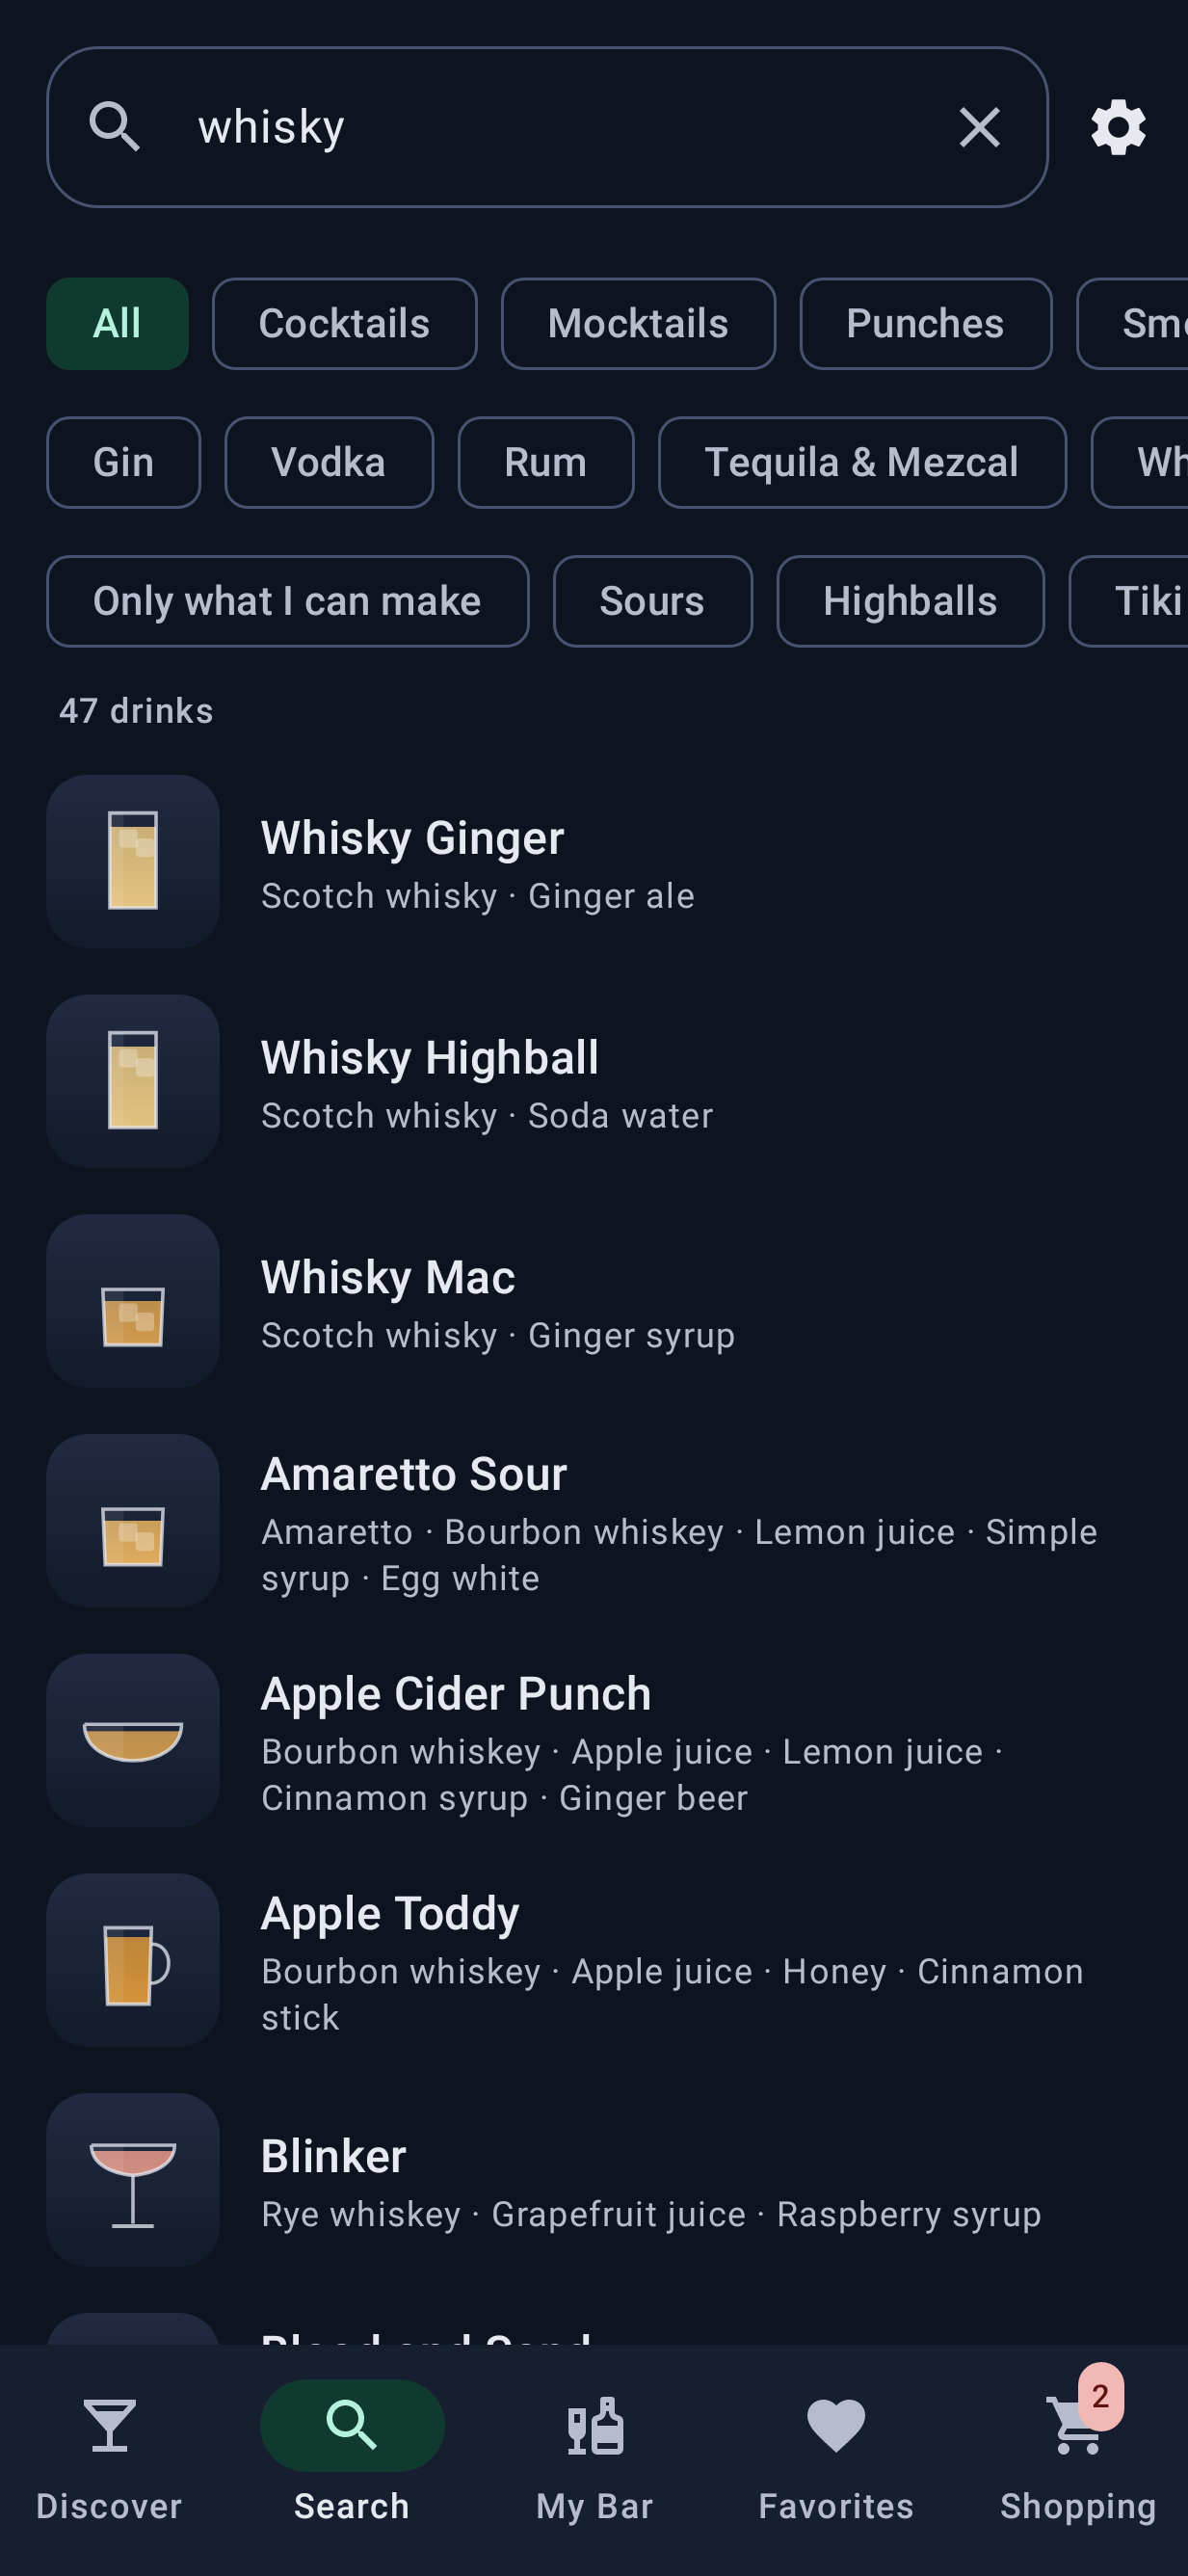 whisky
All Cocktails Mocktails Punches
Gin Vodka Rum Tequila & Mezcal
Only what I can make Sours Highballs Tiki
47 drinks
Whisky Ginger
Scotch whisky · Ginger ale
Whisky Highball
Scotch whisky · Soda water
Whisky Mac
Scotch whisky · Ginger syrup
Amaretto Sour
Amaretto · Bourbon whiskey · Lemon juice · Simple
syrup · Egg white
Apple Cider Punch
Bourbon whiskey · Apple juice · Lemon juice ·
Cinnamon syrup · Ginger beer
Apple Toddy
Bourbon whiskey · Apple juice · Honey · Cinnamon
stick
Blinker
Rye whiskey · Grapefruit juice · Raspberry syrup
Blood and Sand
2
Discover Search My Bar Favorites Shopping